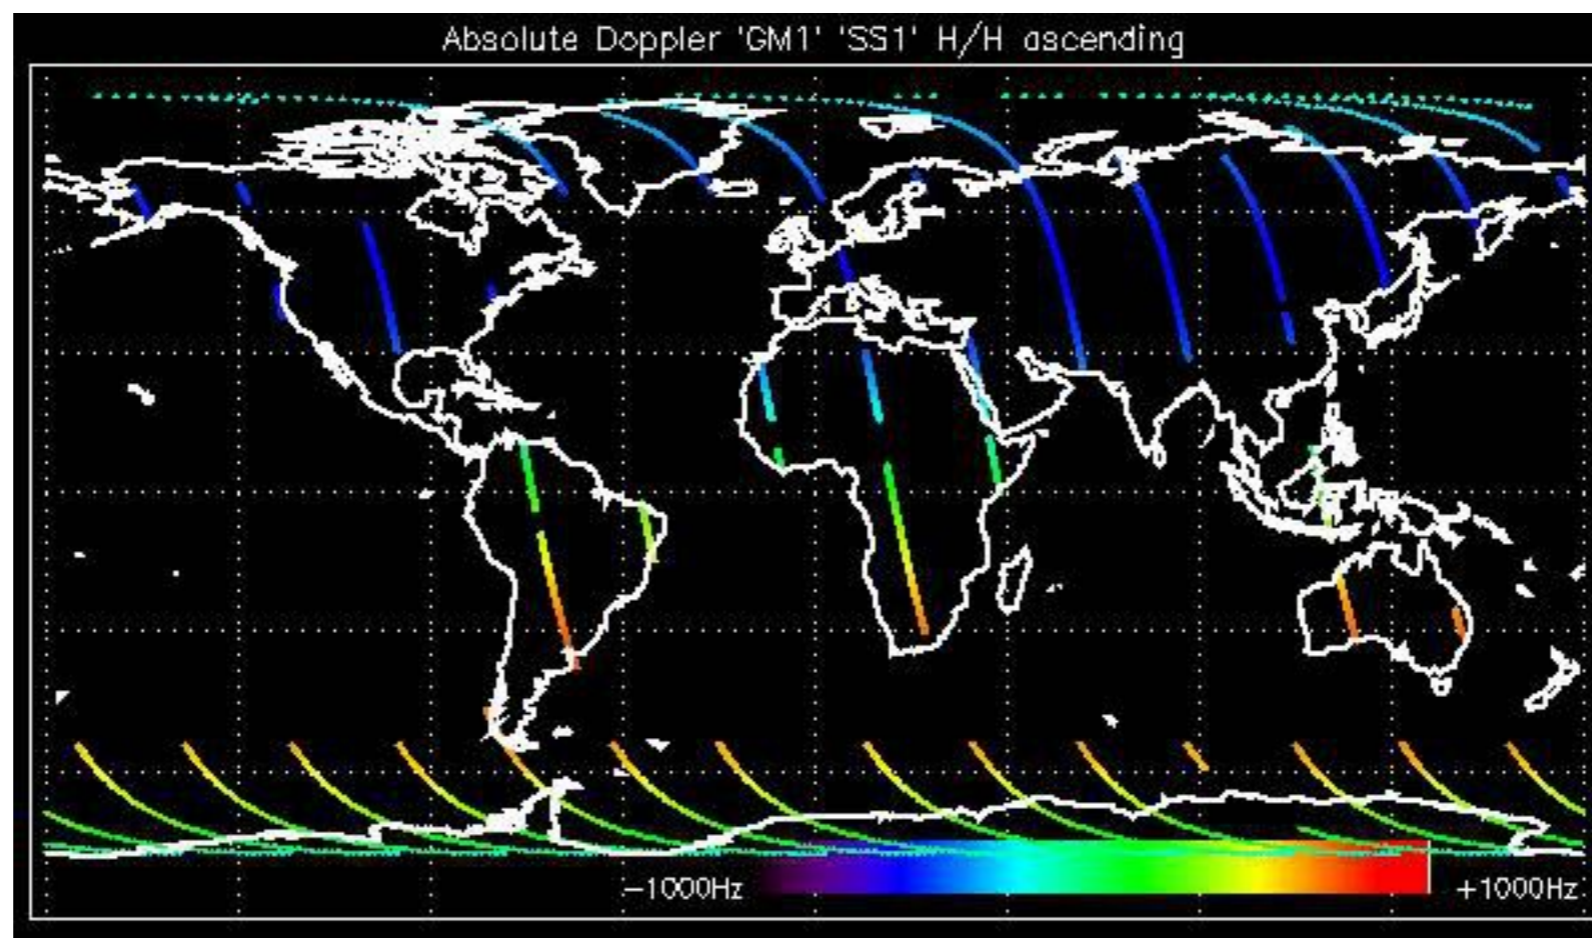 Absolute Doppler 'GM1' 'SS1' H/H ascending
-1000Hz +1000Hz